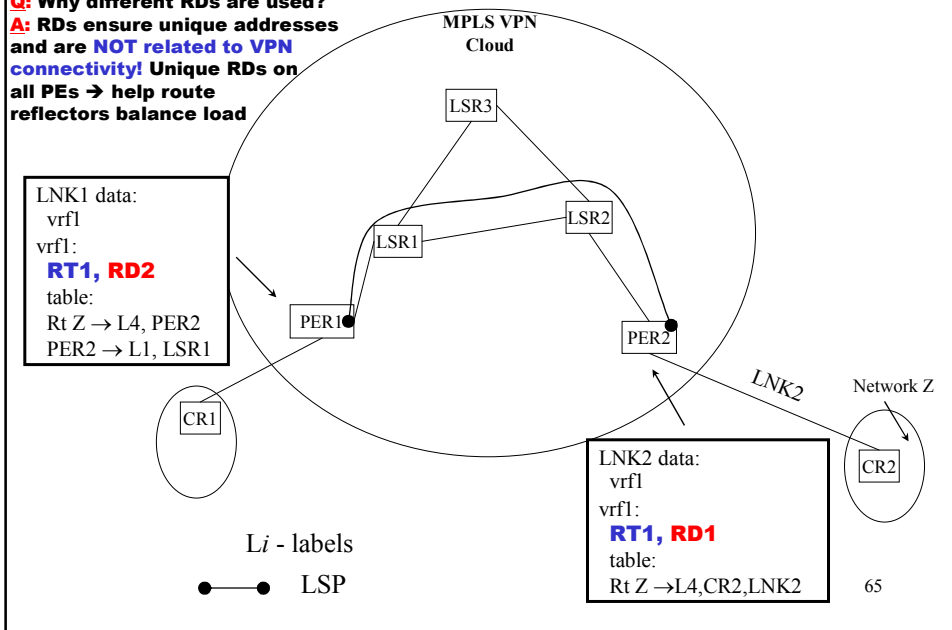 Q: Why different RDs are used?
A: RDs ensure unique addresses
and are NOT related to VPN
connectivity! Unique RDs on
all PEs → help route
reflectors balance load
MPLS VPN
Cloud
LSR3
LNK1 data:
vrf1
vrf1:
RT1, RD2
table:
Rt Z → L4, PER2
PER2 → L1, LSR1
LSR1
LSR2
PER1
PER2
LNK2
Network Z
CR1
CR2
LNK2 data:
vrf1
vrf1:
RT1, RD1
table:
Rt Z →L4,CR2,LNK2
Li - labels
LSP
65